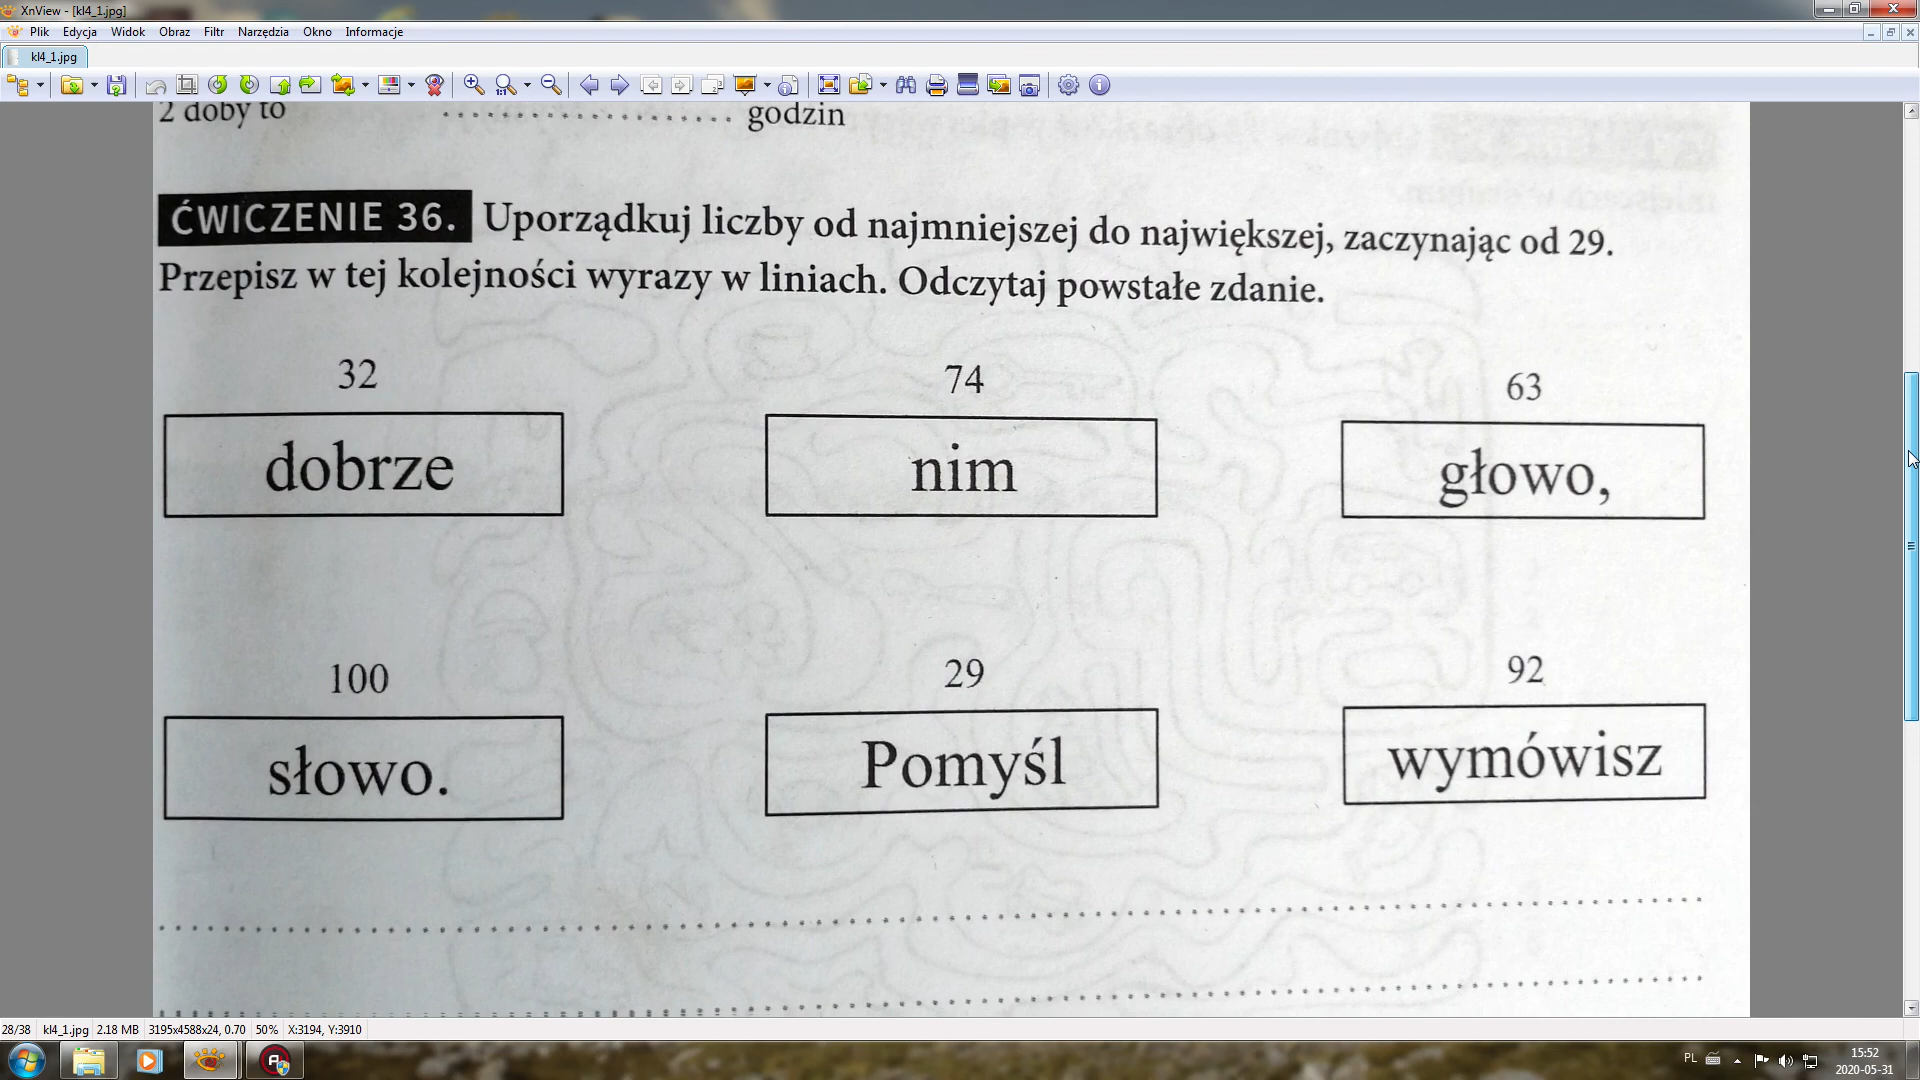 XnView - [kl4_1.jpg]
Plik Edycja Widok Obraz Filtr Narzędzia Okno Informacje
kl4_1.jpg
2 doby to .................... godzin
ĆWICZENIE 36. Uporządkuj liczby od najmniejszej do największej, zaczynając od 29.
Przepisz w tej kolejności wyrazy w liniach. Odczytaj powstałe zdanie.
32 74 63
dobrze nim głowo,
100 29 92
słowo. Pomyśl wymówisz
28/38 kl4_1.jpg 2.18 MB 3195x4588x24, 0.70 50% X:3194, Y:3910
PL 15:52
2020-05-31